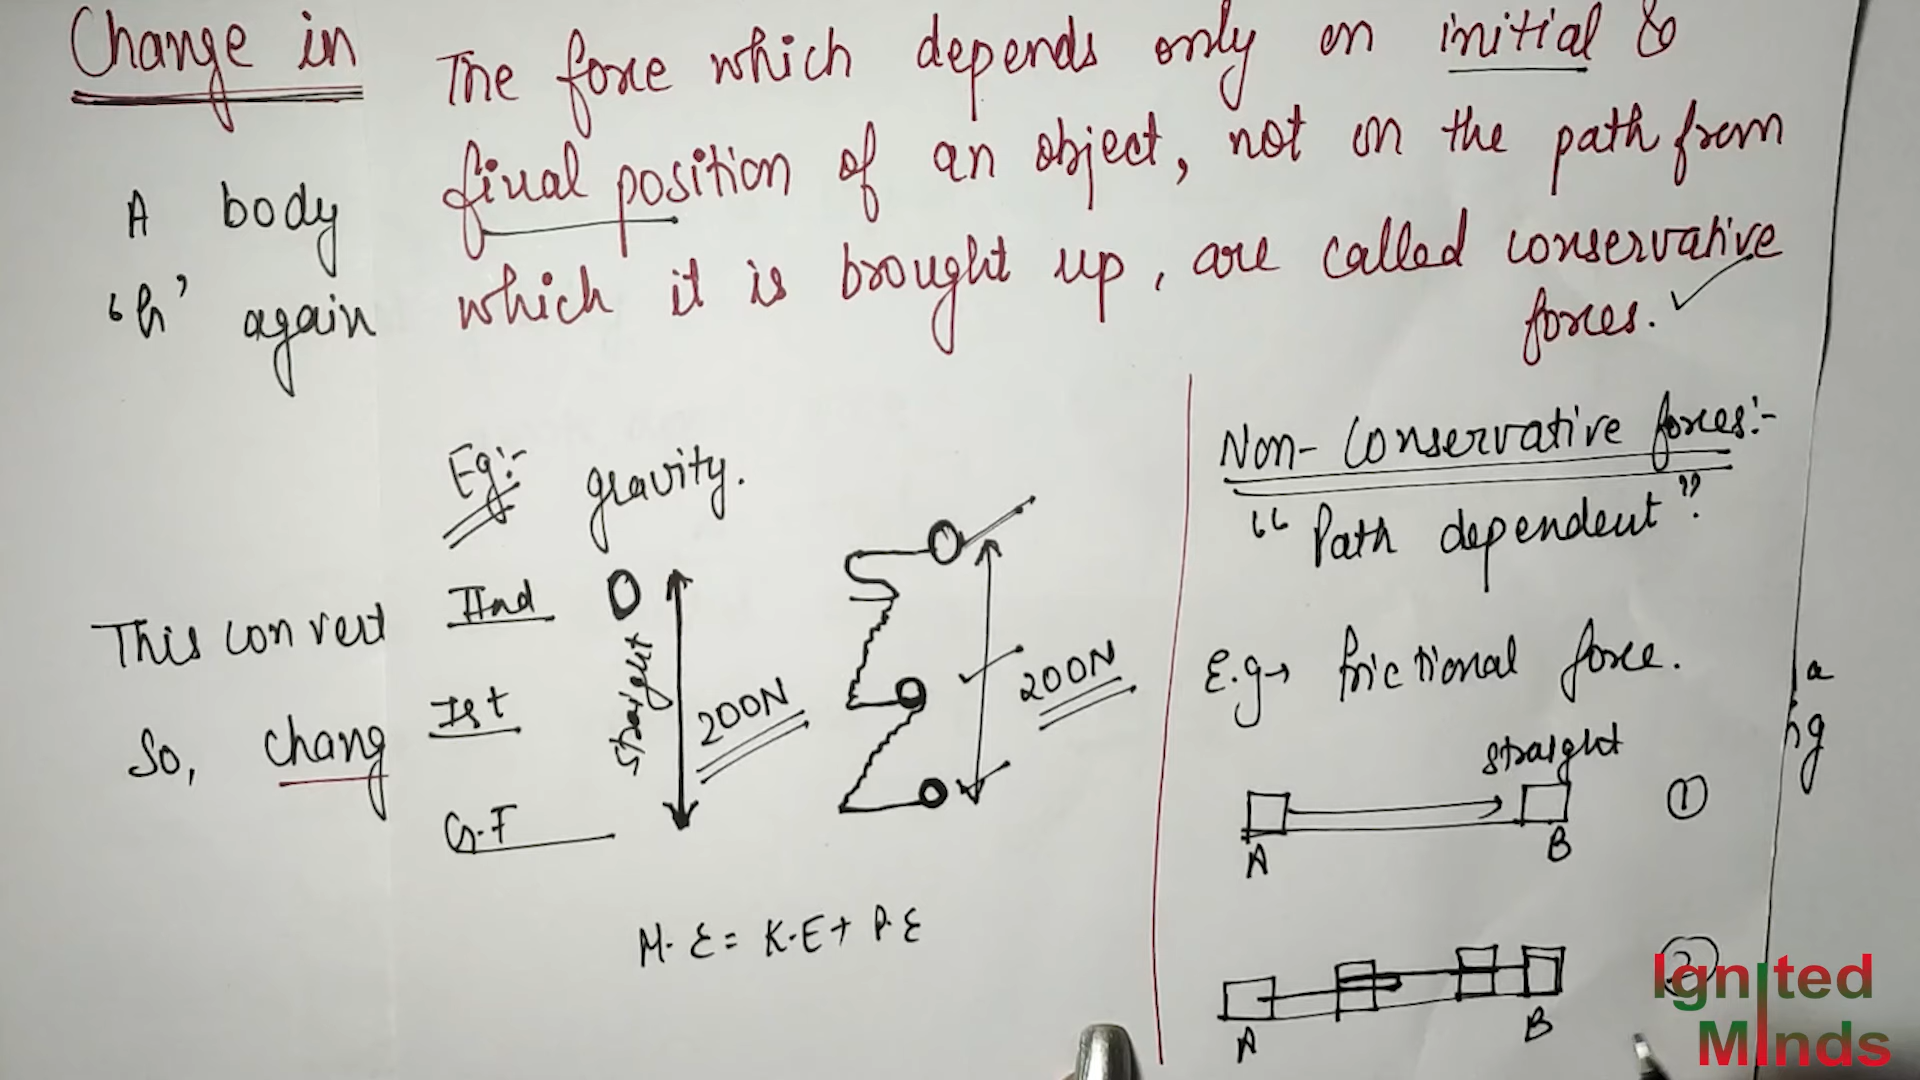 Change in
A body
'h' again
This convert
So, chang
The force which depends only on initial &
final position of an object, not on the path from
which it is brought up, are called conservative
forces.
Eg:- gravity.
IInd
Ist
G.F
straight
200N
200N
M.E = K.E + P.E
Non-Conservative forces:-
"Path dependent".
E.g→ frictional force.
straight
A
B
1
2
A
B
a
Ignited
Minds